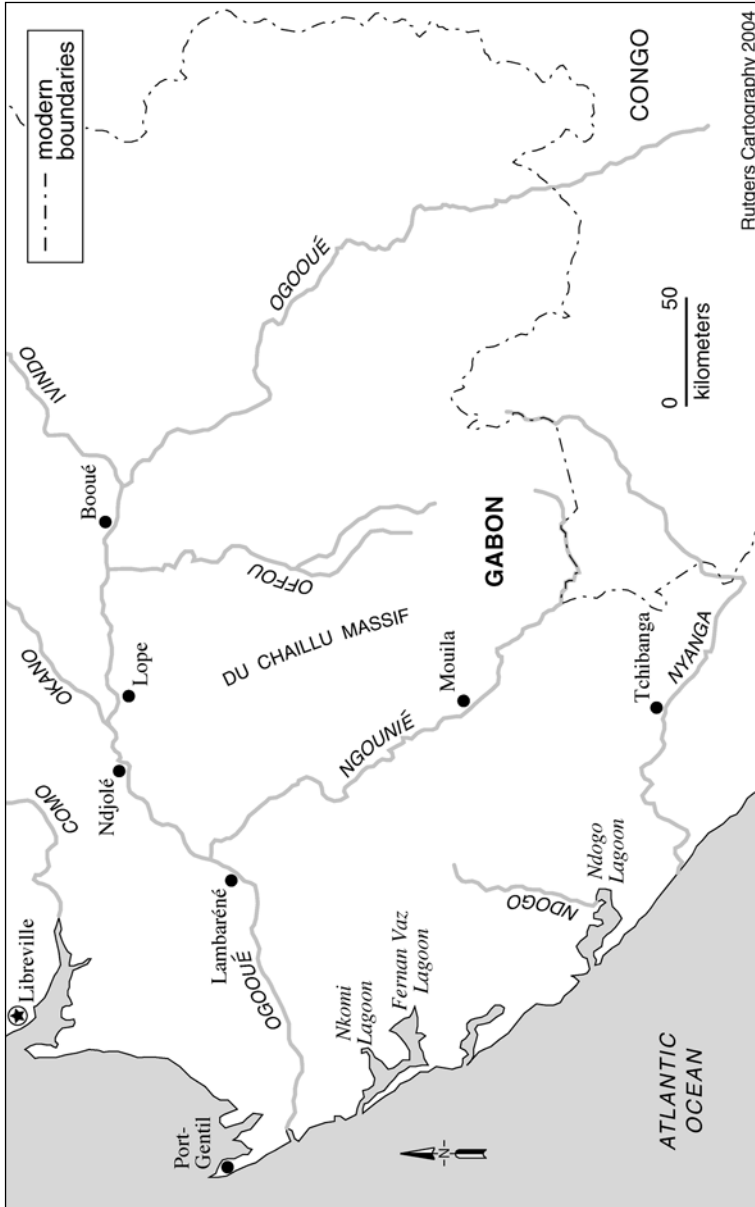 modern
boundaries
Libreville
COMO
OKANO
IVINDO
Booué
Ndjolé
Lope
Port-
Gentil
Lambaréné
OGOOUÉ
OGOOUÉ
OFFOU
DU CHAILLU MASSIF
NGOUNIÉ
Nkomi
Lagoon
Fernan Vaz
Lagoon
-N-
Mouila
GABON
NDOGO
Ndogo
Lagoon
Tchibanga
NYANGA
CONGO
0 50
kilometers
ATLANTIC
OCEAN
Rutgers Cartography 2004